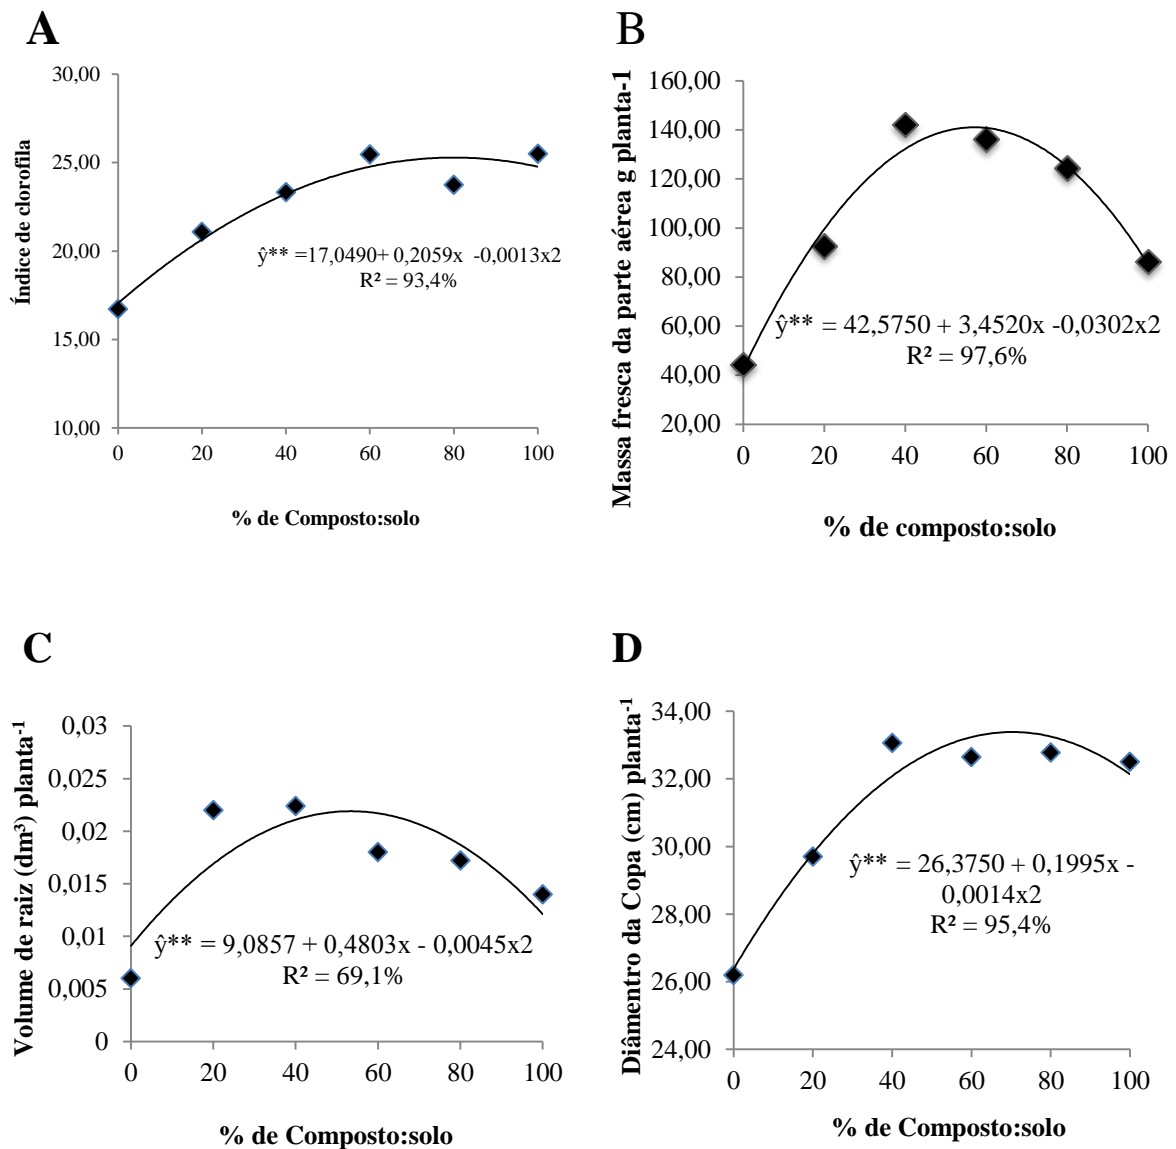 A
30,00
25,00
20,00
15,00
10,00
Índice de clorofila
ŷ** =17,0490+ 0,2059x -0,0013x2
R² = 93,4%
0 20 40 60 80 100
% de Composto:solo
B
160,00
140,00
120,00
100,00
80,00
60,00
40,00
20,00
Massa fresca da parte aérea g planta-1
ŷ** = 42,5750 + 3,4520x -0,0302x2
R² = 97,6%
0 20 40 60 80 100
% de composto:solo
C
0,03
0,025
0,02
0,015
0,01
0,005
0
Volume de raiz (dm³) planta⁻¹
ŷ** = 9,0857 + 0,4803x - 0,0045x2
R² = 69,1%
0 20 40 60 80 100
% de Composto:solo
D
34,00
32,00
30,00
28,00
26,00
24,00
Diâmentro da Copa (cm) planta⁻¹
ŷ** = 26,3750 + 0,1995x -
0,0014x2
R² = 95,4%
0 20 40 60 80 100
% de Composto:solo